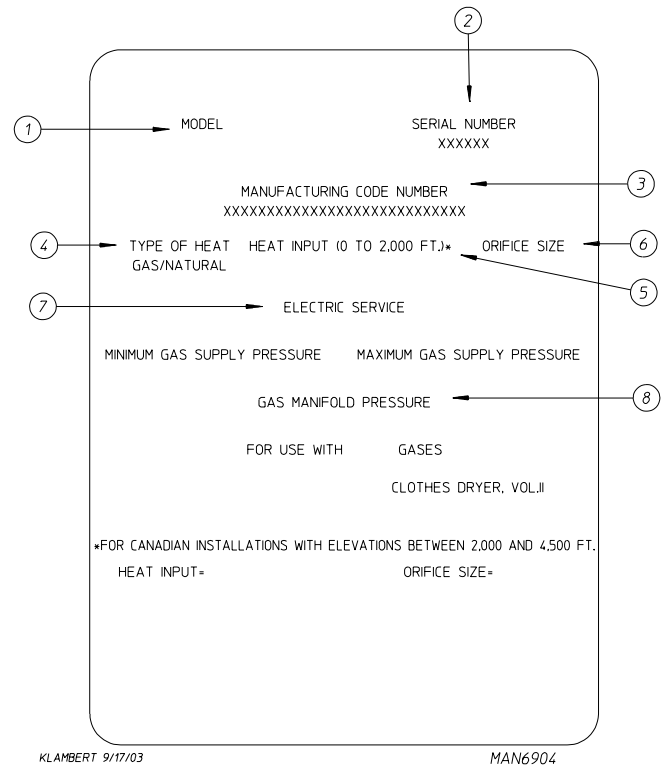 2
1 MODEL SERIAL NUMBER
XXXXXX
3
MANUFACTURING CODE NUMBER
XXXXXXXXXXXXXXXXXXXXXXXXXXX
4 TYPE OF HEAT HEAT INPUT (0 TO 2,000 FT.)* ORIFICE SIZE 6
GAS/NATURAL
5
7 ELECTRIC SERVICE
MINIMUM GAS SUPPLY PRESSURE MAXIMUM GAS SUPPLY PRESSURE
GAS MANIFOLD PRESSURE 8
FOR USE WITH GASES
CLOTHES DRYER, VOL.II
*FOR CANADIAN INSTALLATIONS WITH ELEVATIONS BETWEEN 2,000 AND 4,500 FT.
HEAT INPUT= ORIFICE SIZE=
KLAMBERT 9/17/03 MAN6904